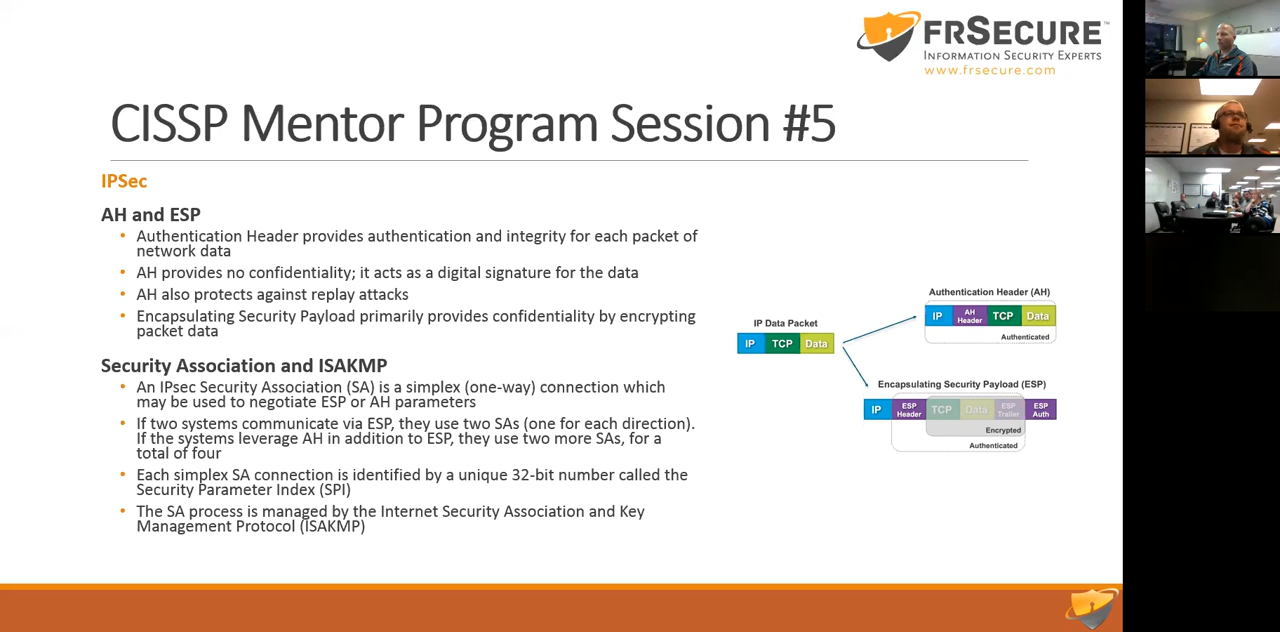 FRSECURE™
INFORMATION SECURITY EXPERTS
www.frsecure.com
CISSP Mentor Program Session #5
IPSec
AH and ESP
• Authentication Header provides authentication and integrity for each packet of
network data
• AH provides no confidentiality; it acts as a digital signature for the data
• AH also protects against replay attacks
• Encapsulating Security Payload primarily provides confidentiality by encrypting
packet data
Security Association and ISAKMP
• An IPsec Security Association (SA) is a simplex (one-way) connection which
may be used to negotiate ESP or AH parameters
• If two systems communicate via ESP, they use two SAs (one for each direction).
If the systems leverage AH in addition to ESP, they use two more SAs, for a
total of four
• Each simplex SA connection is identified by a unique 32-bit number called the
Security Parameter Index (SPI)
• The SA process is managed by the Internet Security Association and Key
Management Protocol (ISAKMP)
IP Data Packet
IP TCP Data
Authentication Header (AH)
IP AH Header TCP Data
Authenticated
Encapsulating Security Payload (ESP)
IP ESP Header TCP Data ESP Trailer ESP Auth
Encrypted
Authenticated